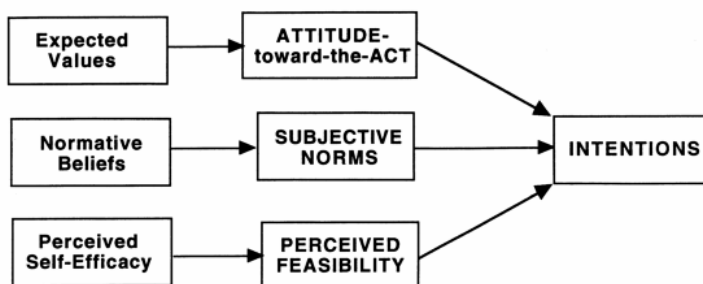 Expected
Values
ATTITUDE-
toward-the-ACT
Normative
Beliefs
SUBJECTIVE
NORMS
INTENTIONS
Perceived
Self-Efficacy
PERCEIVED
FEASIBILITY